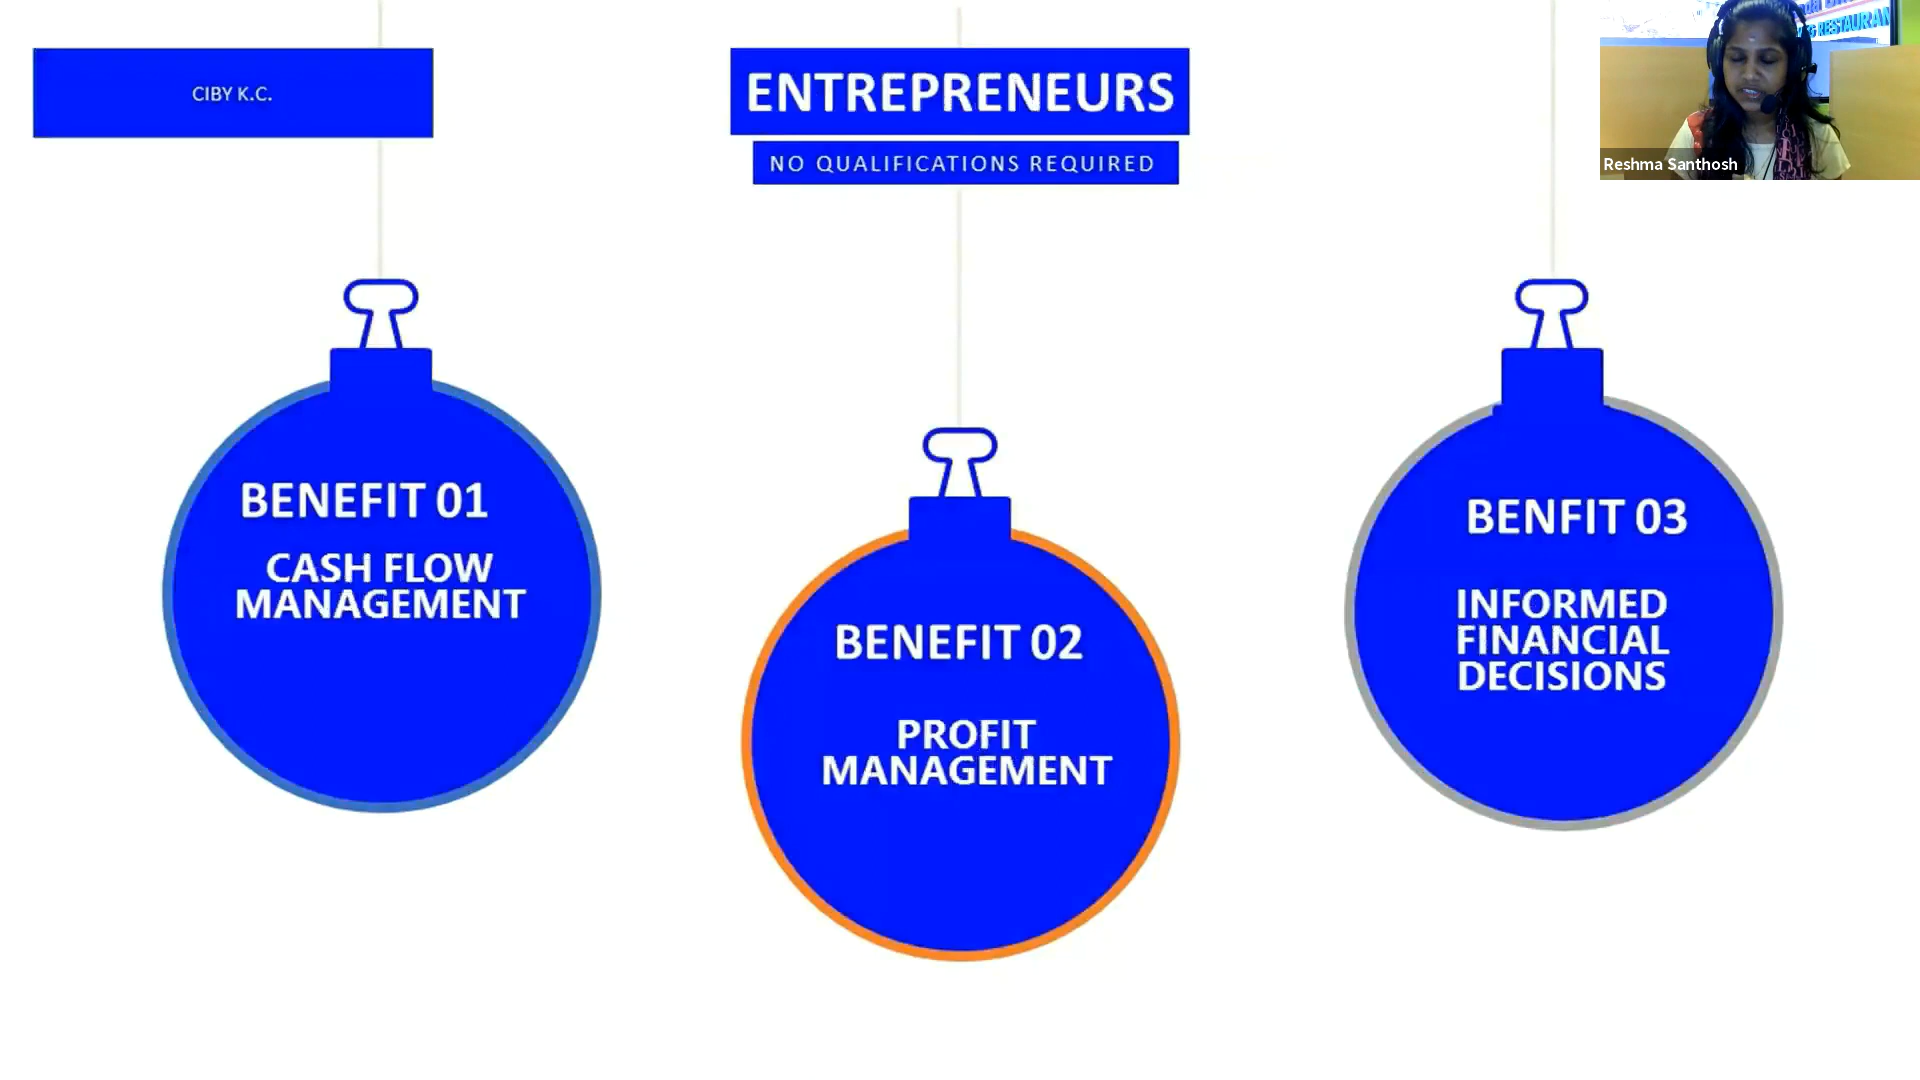 CIBY K.C.
ENTREPRENEURS
NO QUALIFICATIONS REQUIRED
RESTAURAN
Reshma Santhosh
BENEFIT 01
CASH FLOW
MANAGEMENT
BENEFIT 02
PROFIT
MANAGEMENT
BENFIT 03
INFORMED
FINANCIAL
DECISIONS